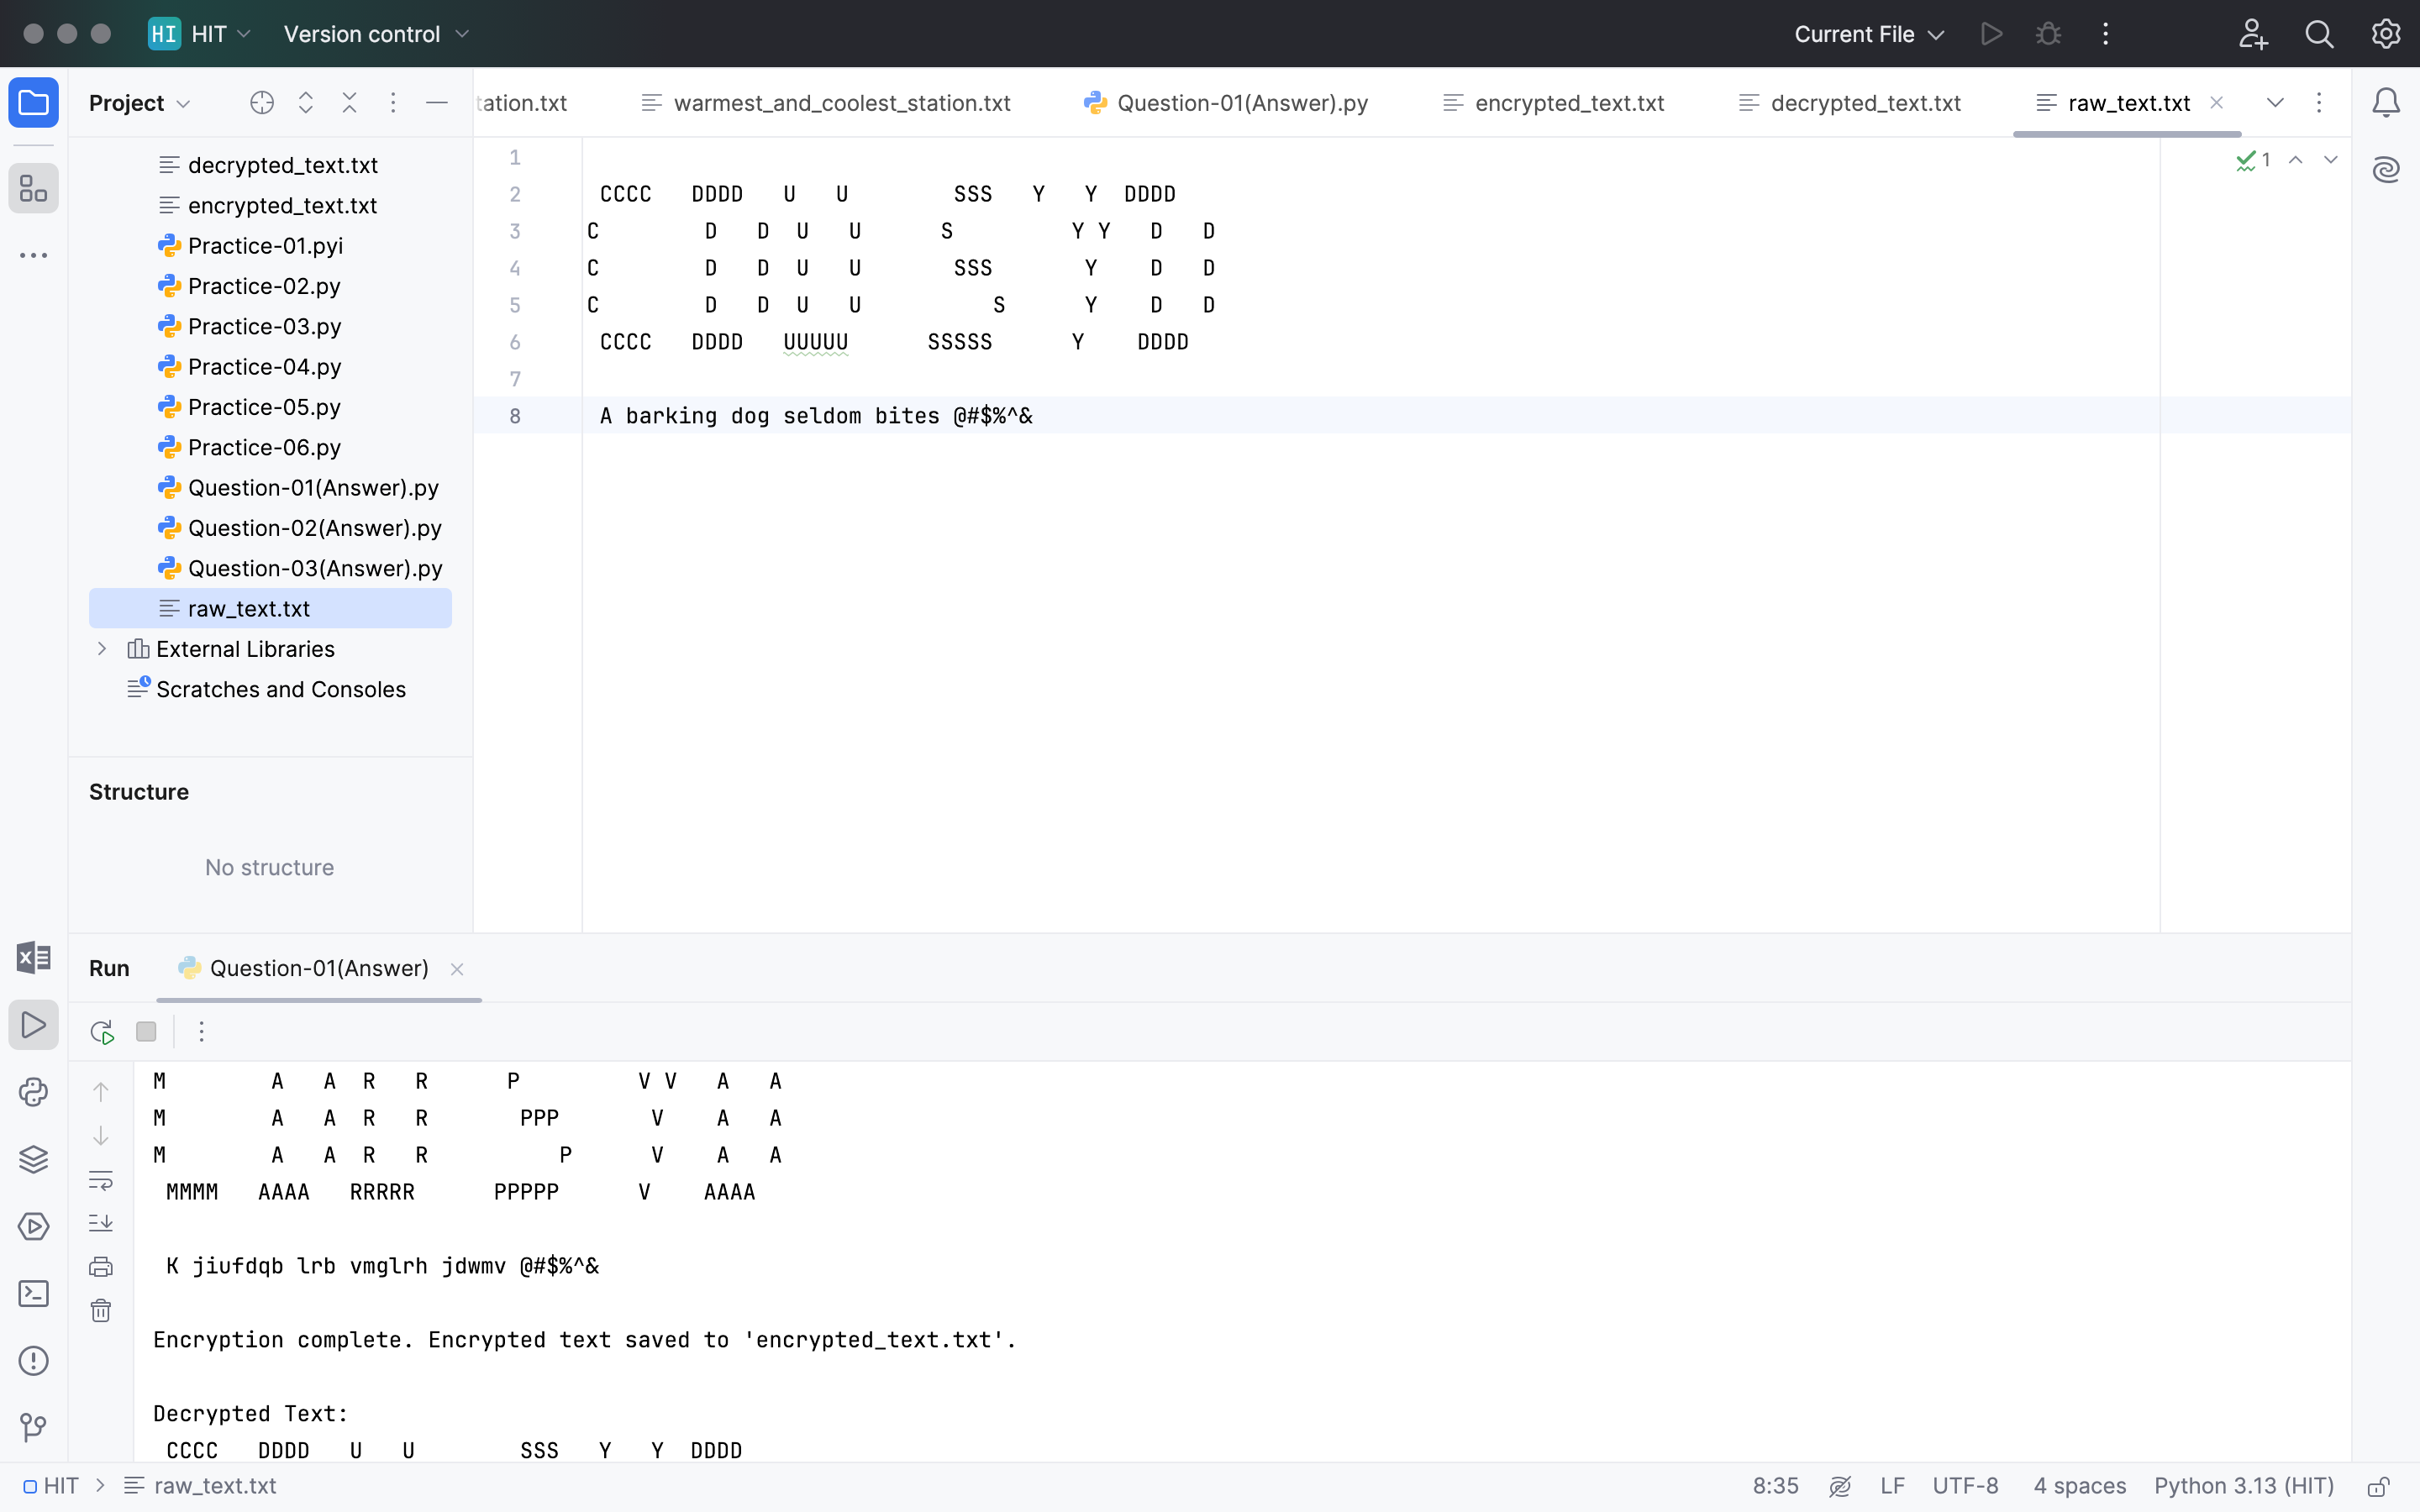 HI HIT Version control Current File
Project
tation.txt warmest_and_coolest_station.txt Question-01(Answer).py encrypted_text.txt decrypted_text.txt raw_text.txt
decrypted_text.txt
encrypted_text.txt
Practice-01.pyi
Practice-02.py
Practice-03.py
Practice-04.py
Practice-05.py
Practice-06.py
Question-01(Answer).py
Question-02(Answer).py
Question-03(Answer).py
raw_text.txt
External Libraries
Scratches and Consoles
Structure
No structure
1
1
2  CCCC   DDDD   U   U        SSS   Y   Y  DDDD
3 C        D   D  U   U      S         Y Y   D   D
4 C        D   D  U   U       SSS       Y    D   D
5 C        D   D  U   U          S      Y    D   D
6  CCCC   DDDD   UUUUU      SSSSS      Y    DDDD
7
8  A barking dog seldom bites @#$%^&
Run Question-01(Answer)
M        A   A  R   R      P         V V   A   A
M        A   A  R   R       PPP       V    A   A
M        A   A  R   R          P      V    A   A
 MMMM   AAAA   RRRRR      PPPPP      V    AAAA
 K jiufdqb lrb vmglrh jdwmv @#$%^&
Encryption complete. Encrypted text saved to 'encrypted_text.txt'.
Decrypted Text:
 CCCC   DDDD   U   U        SSS   Y   Y  DDDD
HIT > raw_text.txt 8:35 LF UTF-8 4 spaces Python 3.13 (HIT)